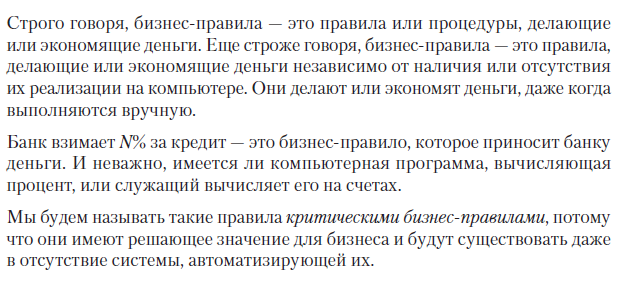 Строго говоря, бизнес-правила — это правила или процедуры, делающие
или экономящие деньги. Еще строже говоря, бизнес-правила — это правила,
делающие или экономящие деньги независимо от наличия или отсутствия
их реализации на компьютере. Они делают или экономят деньги, даже когда
выполняются вручную.
Банк взимает N% за кредит — это бизнес-правило, которое приносит банку
деньги. И неважно, имеется ли компьютерная программа, вычисляющая
процент, или служащий вычисляет его на счетах.
Мы будем называть такие правила критическими бизнес-правилами, потому
что они имеют решающее значение для бизнеса и будут существовать даже
в отсутствие системы, автоматизирующей их.